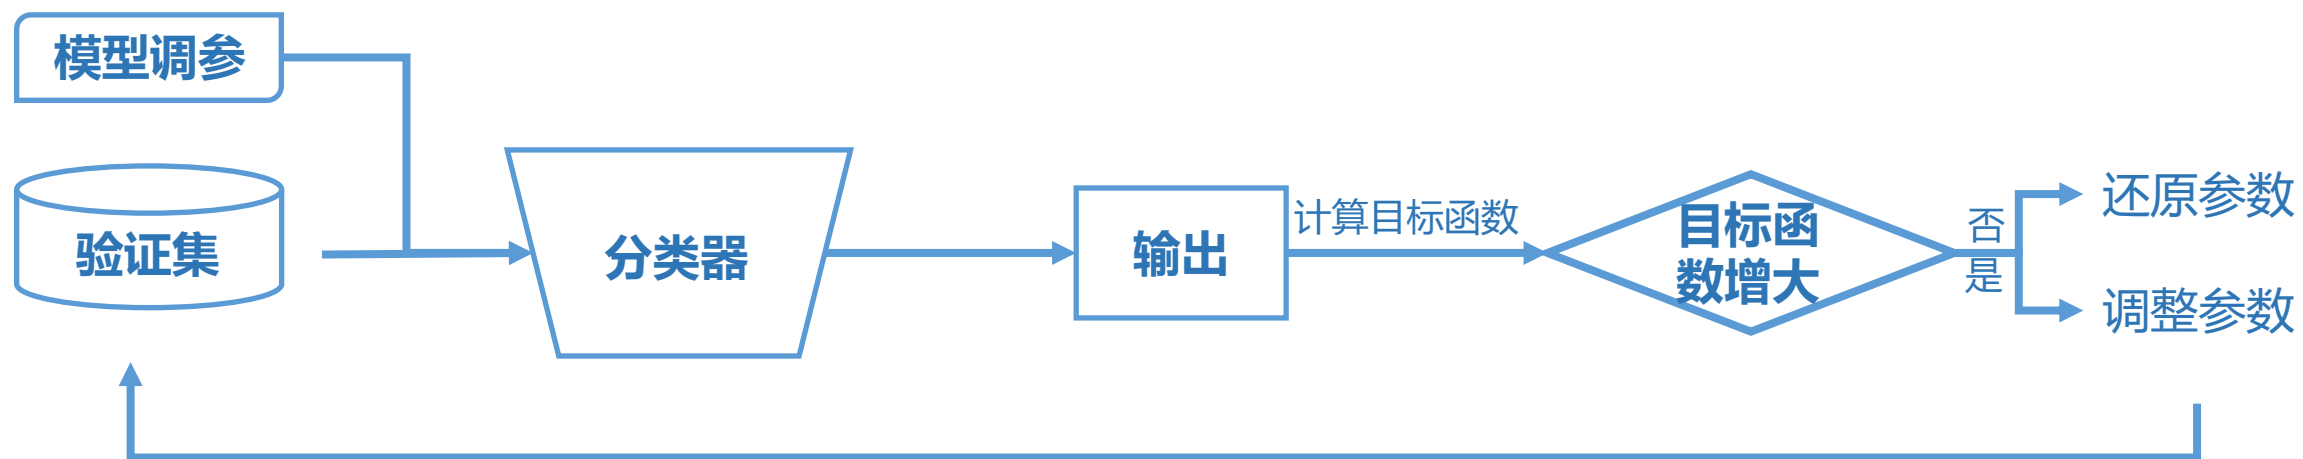 模型调参
验证集
分类器
输出
计算目标函数
目标函
数增大
否
是
还原参数
调整参数